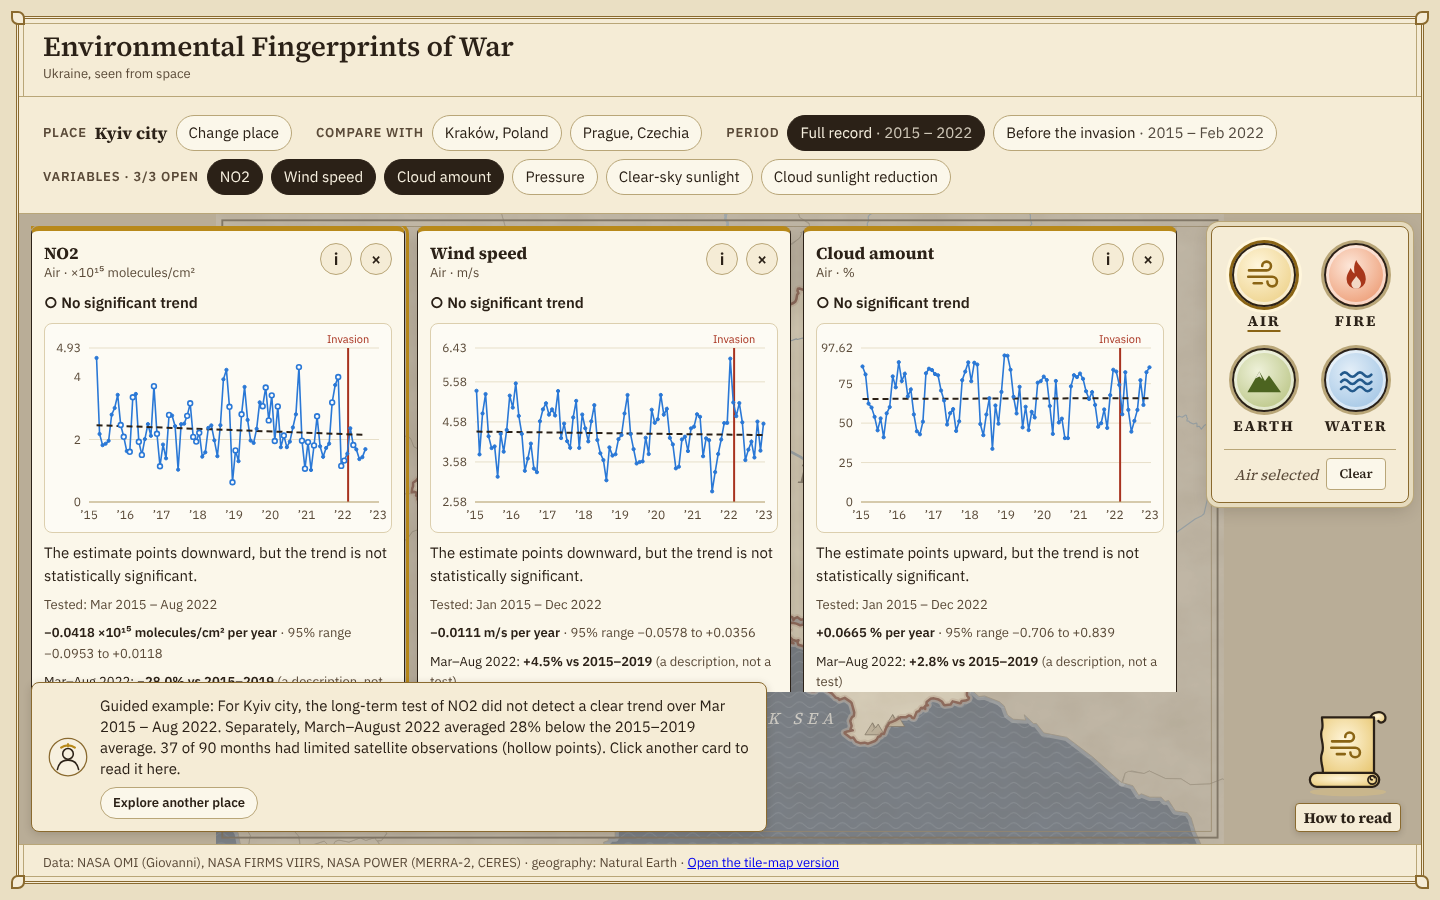 Environmental Fingerprints of War
Ukraine, seen from space
PLACE Kyiv city Change place COMPARE WITH Kraków, Poland Prague, Czechia PERIOD Full record · 2015 – 2022 Before the invasion · 2015 – Feb 2022
VARIABLES · 3/3 OPEN NO2 Wind speed Cloud amount Pressure Clear-sky sunlight Cloud sunlight reduction
NO2
Air · ×10¹⁵ molecules/cm²
i ×
No significant trend
Invasion
4.93
4
2
0
’15 ’16 ’17 ’18 ’19 ’20 ’21 ’22 ’23
The estimate points downward, but the trend is not
statistically significant.
Tested: Mar 2015 – Aug 2022
−0.0418 ×10¹⁵ molecules/cm² per year · 95% range
−0.0953 to +0.0118
Mar–Aug 2022: −28.0% vs 2015–2019 (a description, not
Wind speed
Air · m/s
i ×
No significant trend
Invasion
6.43
5.58
4.58
3.58
2.58
’15 ’16 ’17 ’18 ’19 ’20 ’21 ’22 ’23
The estimate points downward, but the trend is not
statistically significant.
Tested: Jan 2015 – Dec 2022
−0.0111 m/s per year · 95% range −0.0578 to +0.0356
Mar–Aug 2022: +4.5% vs 2015–2019 (a description, not a
test)
Cloud amount
Air · %
i ×
No significant trend
Invasion
97.62
75
50
25
0
’15 ’16 ’17 ’18 ’19 ’20 ’21 ’22 ’23
The estimate points upward, but the trend is not
statistically significant.
Tested: Jan 2015 – Dec 2022
+0.0665 % per year · 95% range −0.706 to +0.839
Mar–Aug 2022: +2.8% vs 2015–2019 (a description, not a
test)
AIR FIRE
EARTH WATER
Air selected Clear
K SEA
Guided example: For Kyiv city, the long-term test of NO2 did not detect a clear trend over Mar
2015 – Aug 2022. Separately, March–August 2022 averaged 28% below the 2015–2019
average. 37 of 90 months had limited satellite observations (hollow points). Click another card to
read it here.
Explore another place
How to read
Data: NASA OMI (Giovanni), NASA FIRMS VIIRS, NASA POWER (MERRA-2, CERES) · geography: Natural Earth · Open the tile-map version